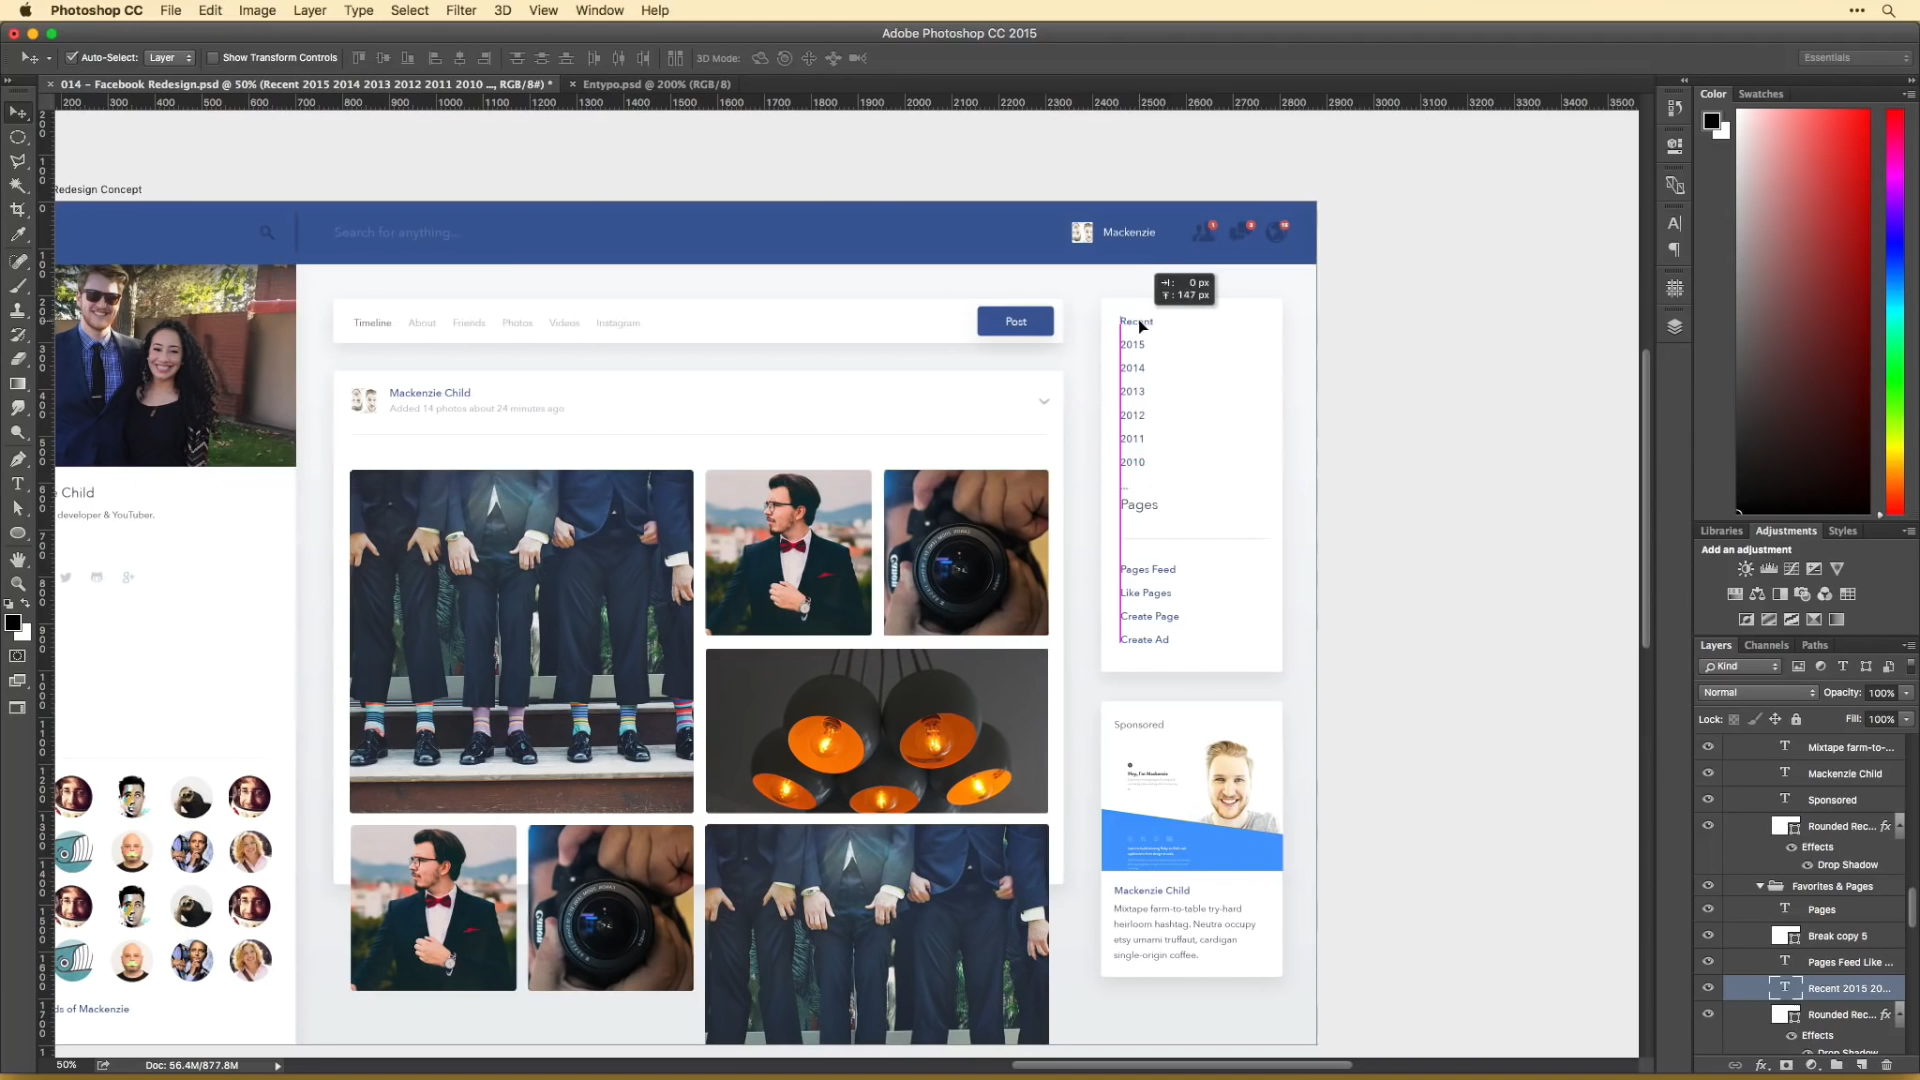 Photoshop CC File Edit Image Layer Type Select Filter 3D View Window Help
Adobe Photoshop CC 2015
Auto-Select: Layer Show Transform Controls 3D Mode: Essentials
014 – Facebook Redesign.psd @ 50% (Recent 2015 2014 2013 2012 2011 2010 ..., RGB/8#) * Entypo.psd @ 200% (RGB/8)
200 300 400 500 600 700 800 900 1000 1100 1200 1300 1400 1500 1600 1700 1800 1900 2000 2100 2200 2300 2400 2500 2600 2700 2800 2900 3000 3100 3200 3300 3400 3500
Redesign Concept
Search for anything...
Mackenzie
1
0 px
147 px
Timeline About Friends Photos Videos Instagram
Post
Mackenzie Child
Added 14 photos about 24 minutes ago
Child
developer & YouTuber.
ds of Mackenzie
Recent
2015
2014
2013
2012
2011
2010
...
Pages
Pages Feed
Like Pages
Create Page
Create Ad
Sponsored
Hey, I'm Mackenzie
Mackenzie Child
Mixtape farm-to-table try-hard
heirloom hashtag. Neutra occupy
etsy umami truffaut, cardigan
single-origin coffee.
Color Swatches
Libraries Adjustments Styles
Add an adjustment
Layers Channels Paths
Kind
Normal Opacity: 100%
Lock: Fill: 100%
Mixtape farm-to-...
Mackenzie Child
Sponsored
Rounded Rec... fx
Effects
Drop Shadow
Favorites & Pages
Pages
Break copy 5
Pages Feed Like ...
Recent 2015 20...
Rounded Rec... fx
Effects
Drop Shadow
50% Doc: 56.4M/877.8M